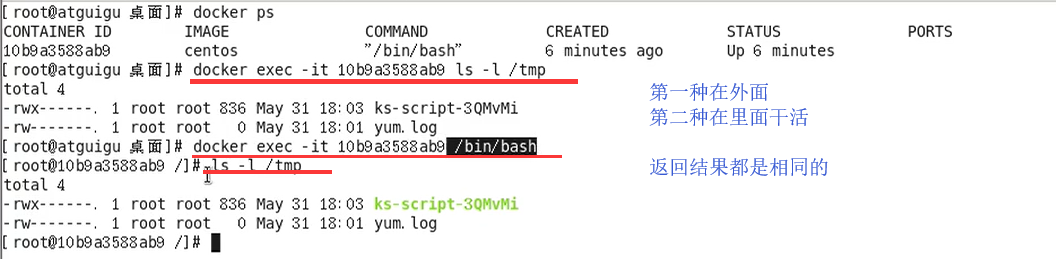 [root@atguigu 桌面]# docker ps
CONTAINER ID IMAGE COMMAND CREATED STATUS PORTS
10b9a3588ab9 centos "/bin/bash" 6 minutes ago Up 6 minutes
[root@atguigu 桌面]# docker exec -it 10b9a3588ab9 ls -l /tmp
total 4
第一种在外面
-rwx------. 1 root root 836 May 31 18:03 ks-script-3QMvMi
第二种在里面干活
-rw-------. 1 root root 0 May 31 18:01 yum.log
[root@atguigu 桌面]# docker exec -it 10b9a3588ab9 /bin/bash
[root@10b9a3588ab9 /]# ls -l /tmp
返回结果都是相同的
total 4
-rwx------. 1 root root 836 May 31 18:03 ks-script-3QMvMi
-rw-------. 1 root root 0 May 31 18:01 yum.log
[root@10b9a3588ab9 /]#